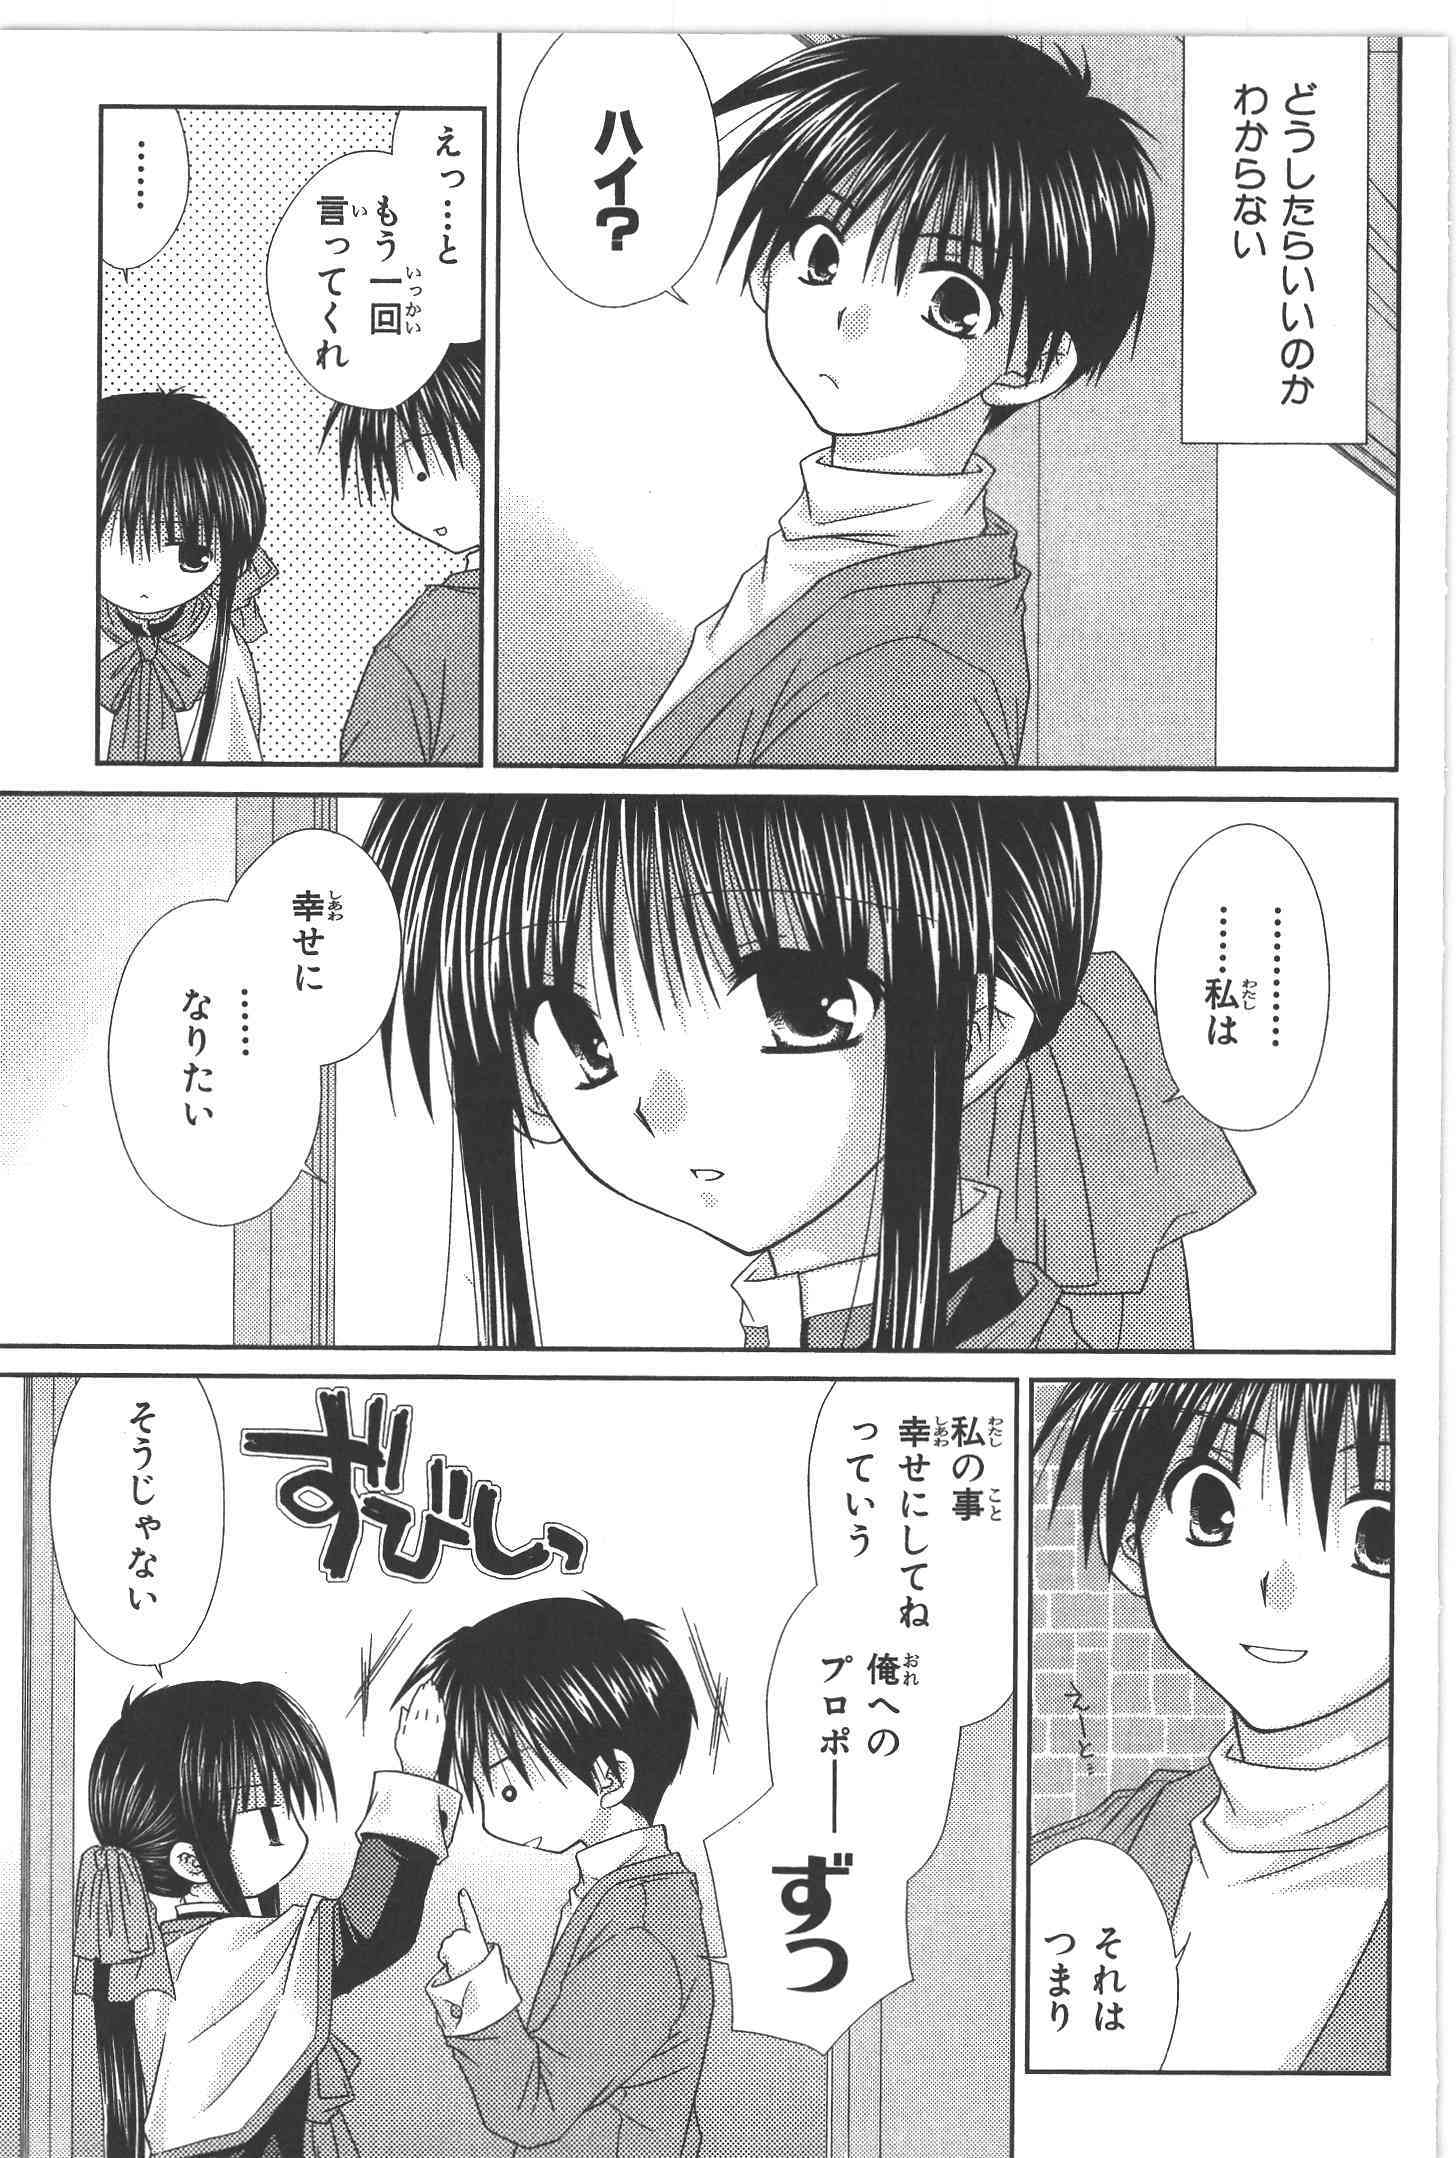 どうしたらいいのか
わからない
ハイ?
えっ…と
もう一回
言ってくれ
……
…………
……私は
幸せに
……
なりたい
えーと…
それは
つまり
私の事
幸せにしてね
っていう
俺への
プロポ——
ずっ
ずびしっ
そうじゃない